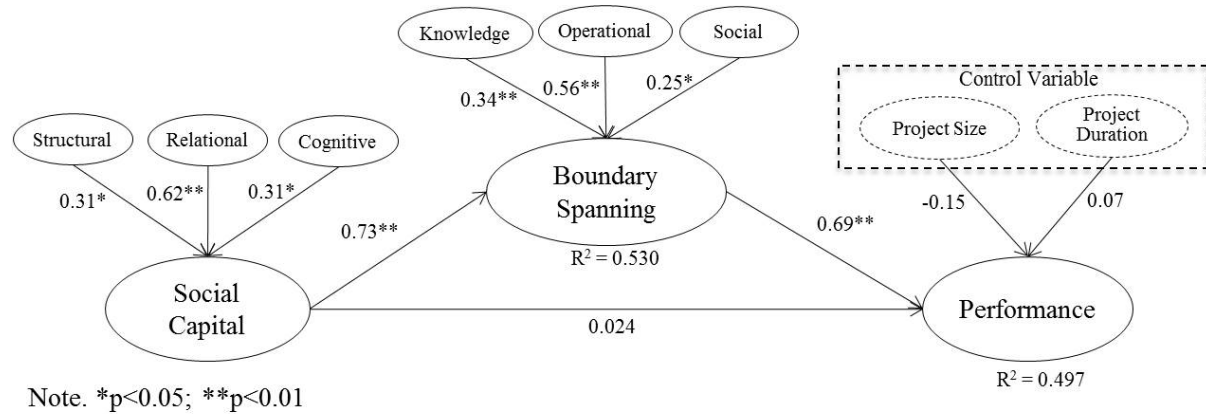 Knowledge
Operational
Social
0.34**
0.56**
0.25*
Control Variable
Project Size
Project
Duration
Structural
Relational
Cognitive
0.31*
0.62**
0.31*
Boundary
Spanning
R² = 0.530
-0.15
0.07
0.73**
0.69**
Social
Capital
0.024
Performance
R² = 0.497
Note. *p<0.05; **p<0.01